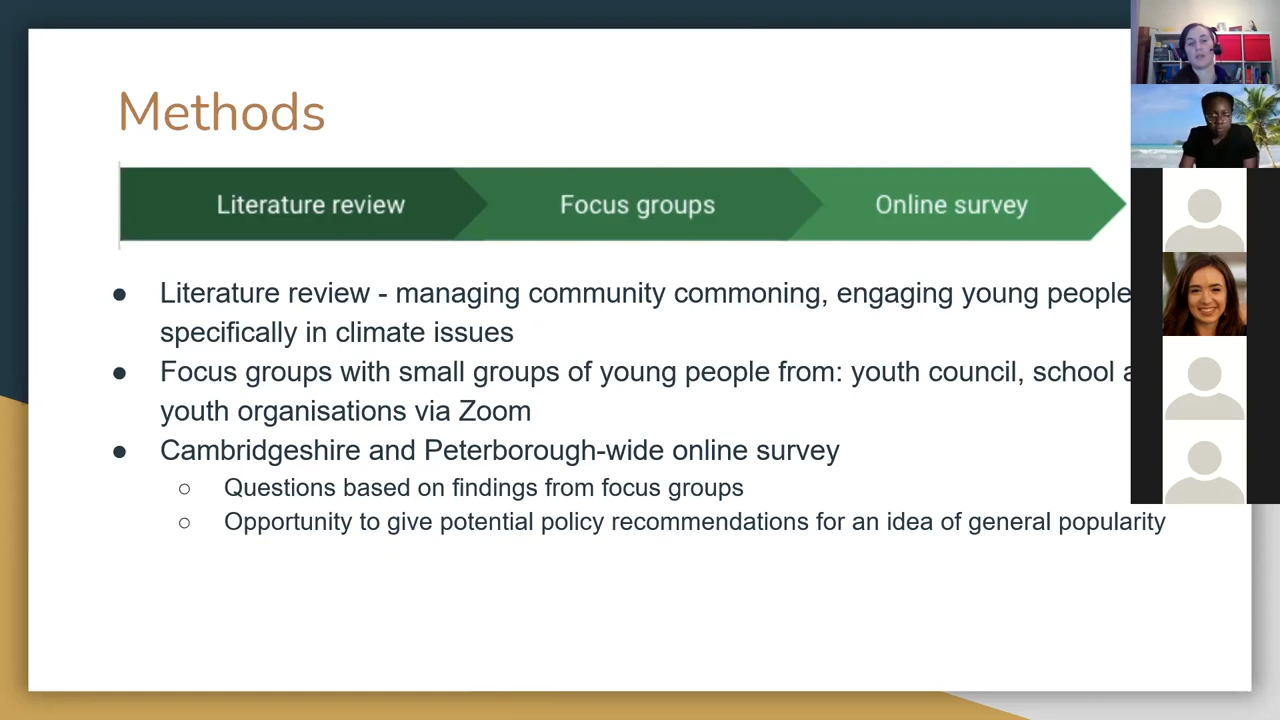 Methods
Literature review
Focus groups
Online survey
● Literature review - managing community commoning, engaging young people
specifically in climate issues
● Focus groups with small groups of young people from: youth council, school
youth organisations via Zoom
● Cambridgeshire and Peterborough-wide online survey
○ Questions based on findings from focus groups
○ Opportunity to give potential policy recommendations for an idea of general popularity